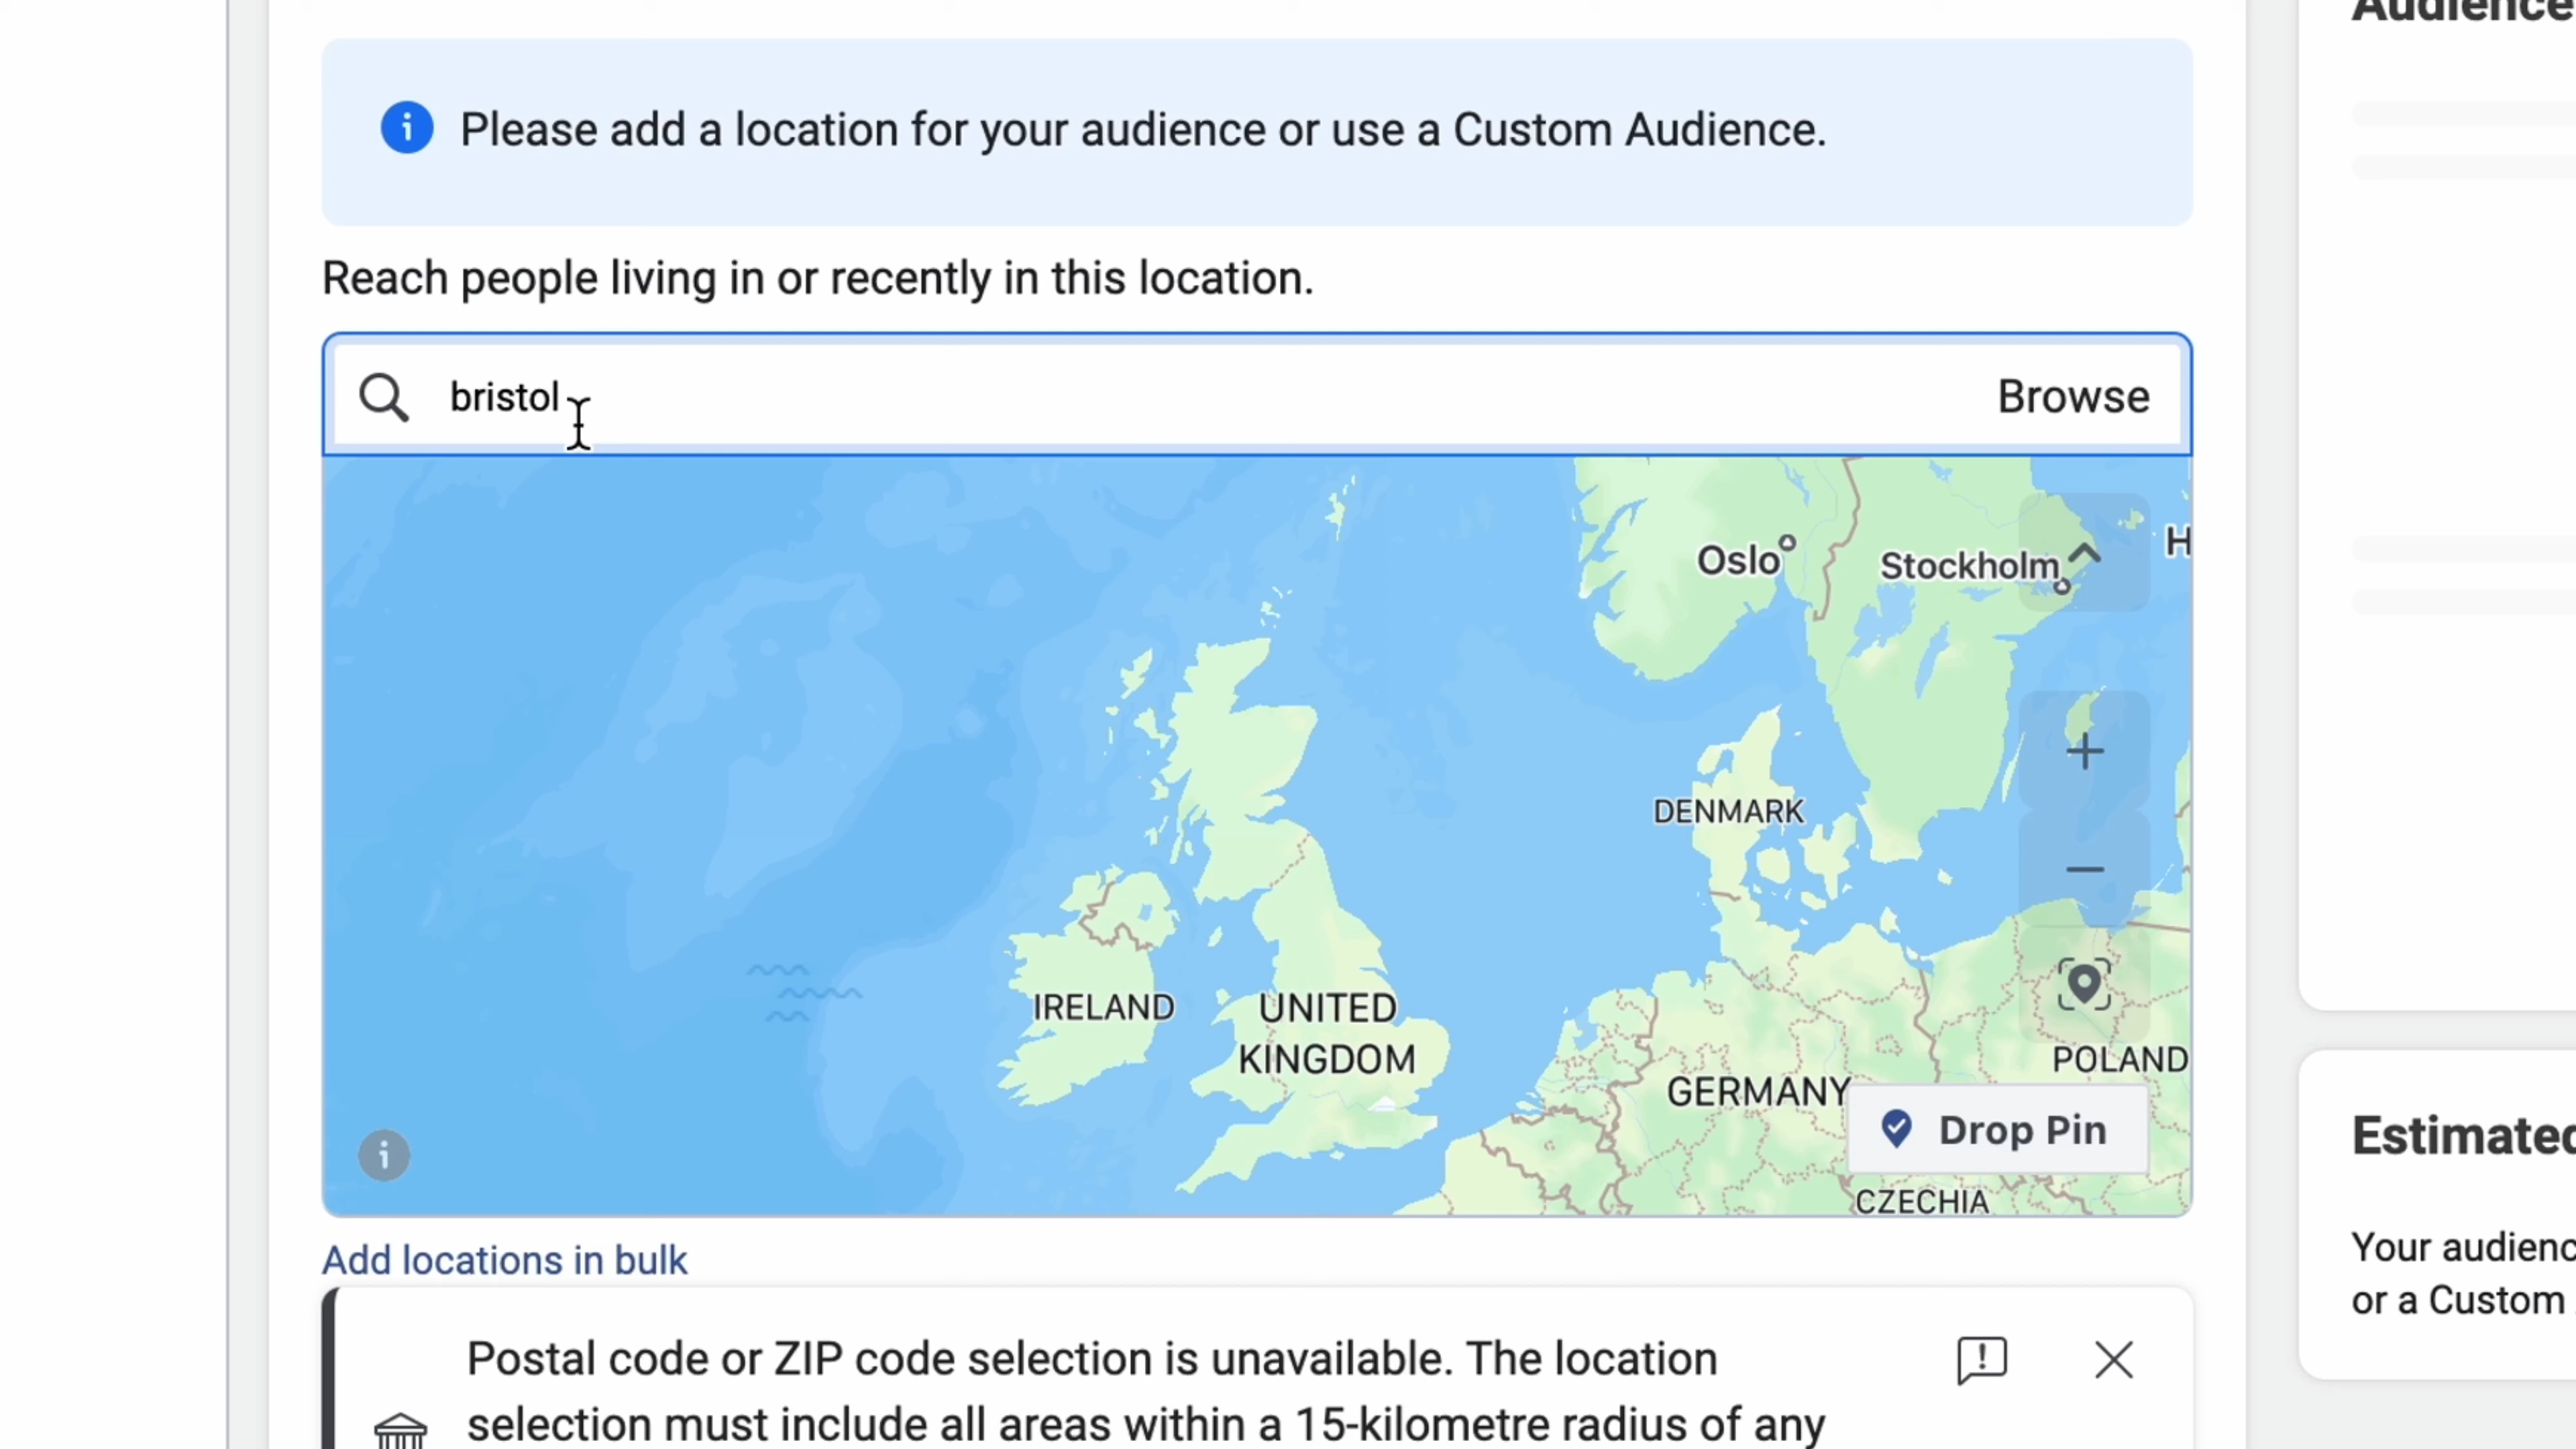 Audience
Please add a location for your audience or use a Custom Audience.
Reach people living in or recently in this location.
bristol
Browse
Oslo
Stockholm
H
DENMARK
IRELAND
UNITED
KINGDOM
POLAND
GERMANY
Drop Pin
CZECHIA
Add locations in bulk
Estimated
Your audienc
or a Custom
Postal code or ZIP code selection is unavailable. The location
selection must include all areas within a 15-kilometre radius of any